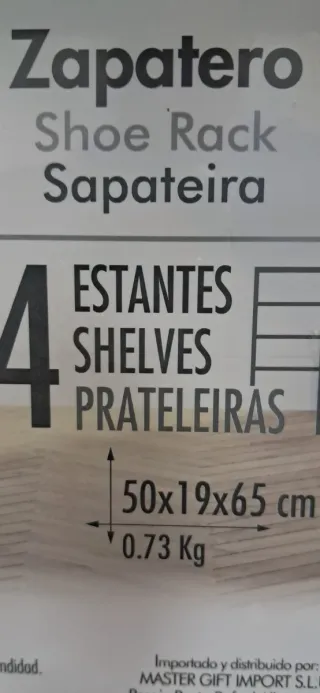 Zapatero
Shoe Rack
Sapateira
4 ESTANTES
SHELVES
PRATELEIRAS
50x19x65 cm
0.73 Kg
Importado y distribuido por:
MASTER GIFT IMPORT S.L.